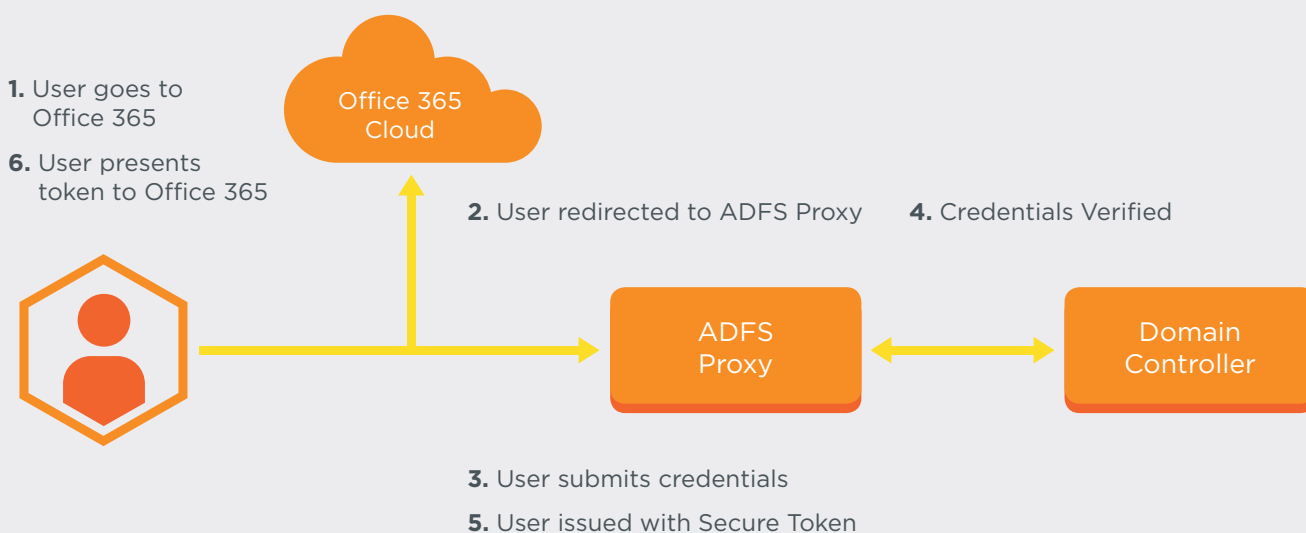 1. User goes to
Office 365
6. User presents
token to Office 365
Office 365
Cloud
2. User redirected to ADFS Proxy
4. Credentials Verified
ADFS
Proxy
Domain
Controller
3. User submits credentials
5. User issued with Secure Token